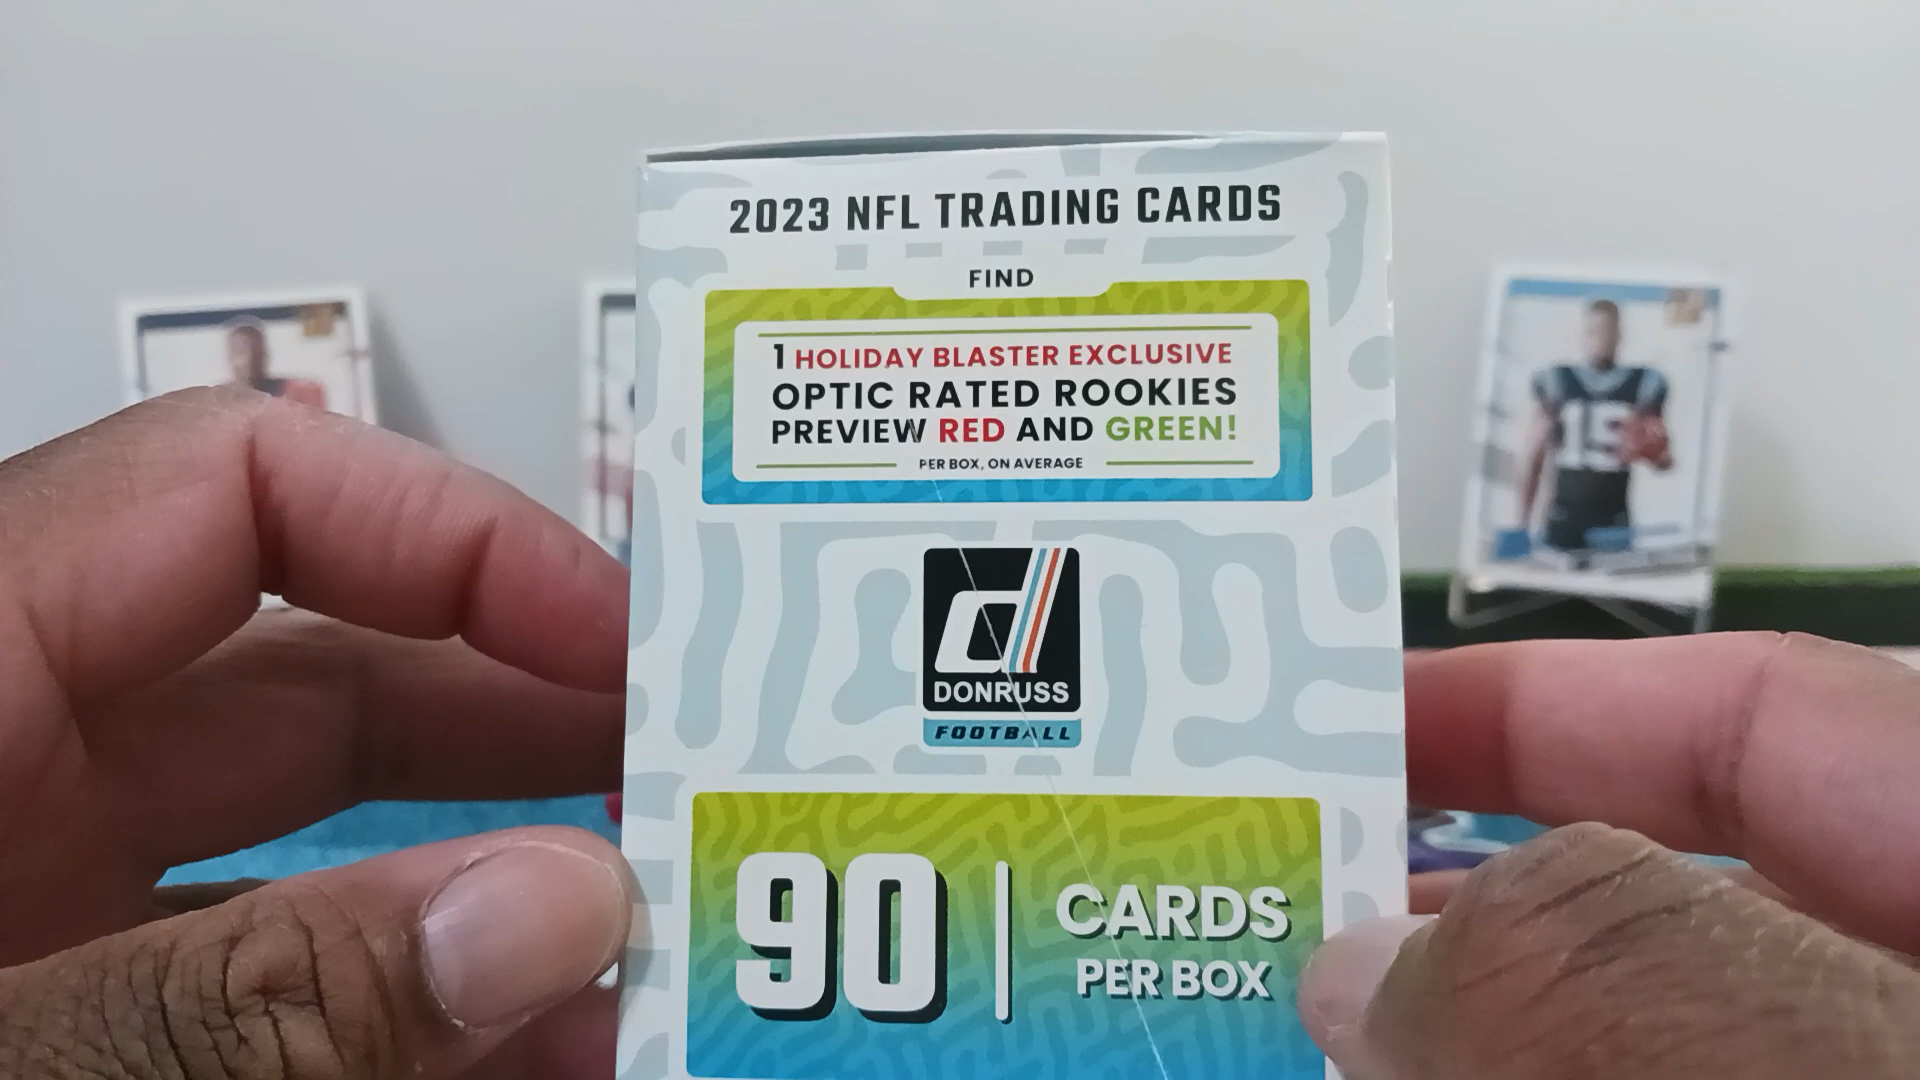 2023 NFL TRADING CARDS
FIND
1 HOLIDAY BLASTER EXCLUSIVE
OPTIC RATED ROOKIES
PREVIEW RED AND GREEN!
PER BOX, ON AVERAGE
d
DONRUSS
FOOTBALL
90 CARDS
PER BOX
15